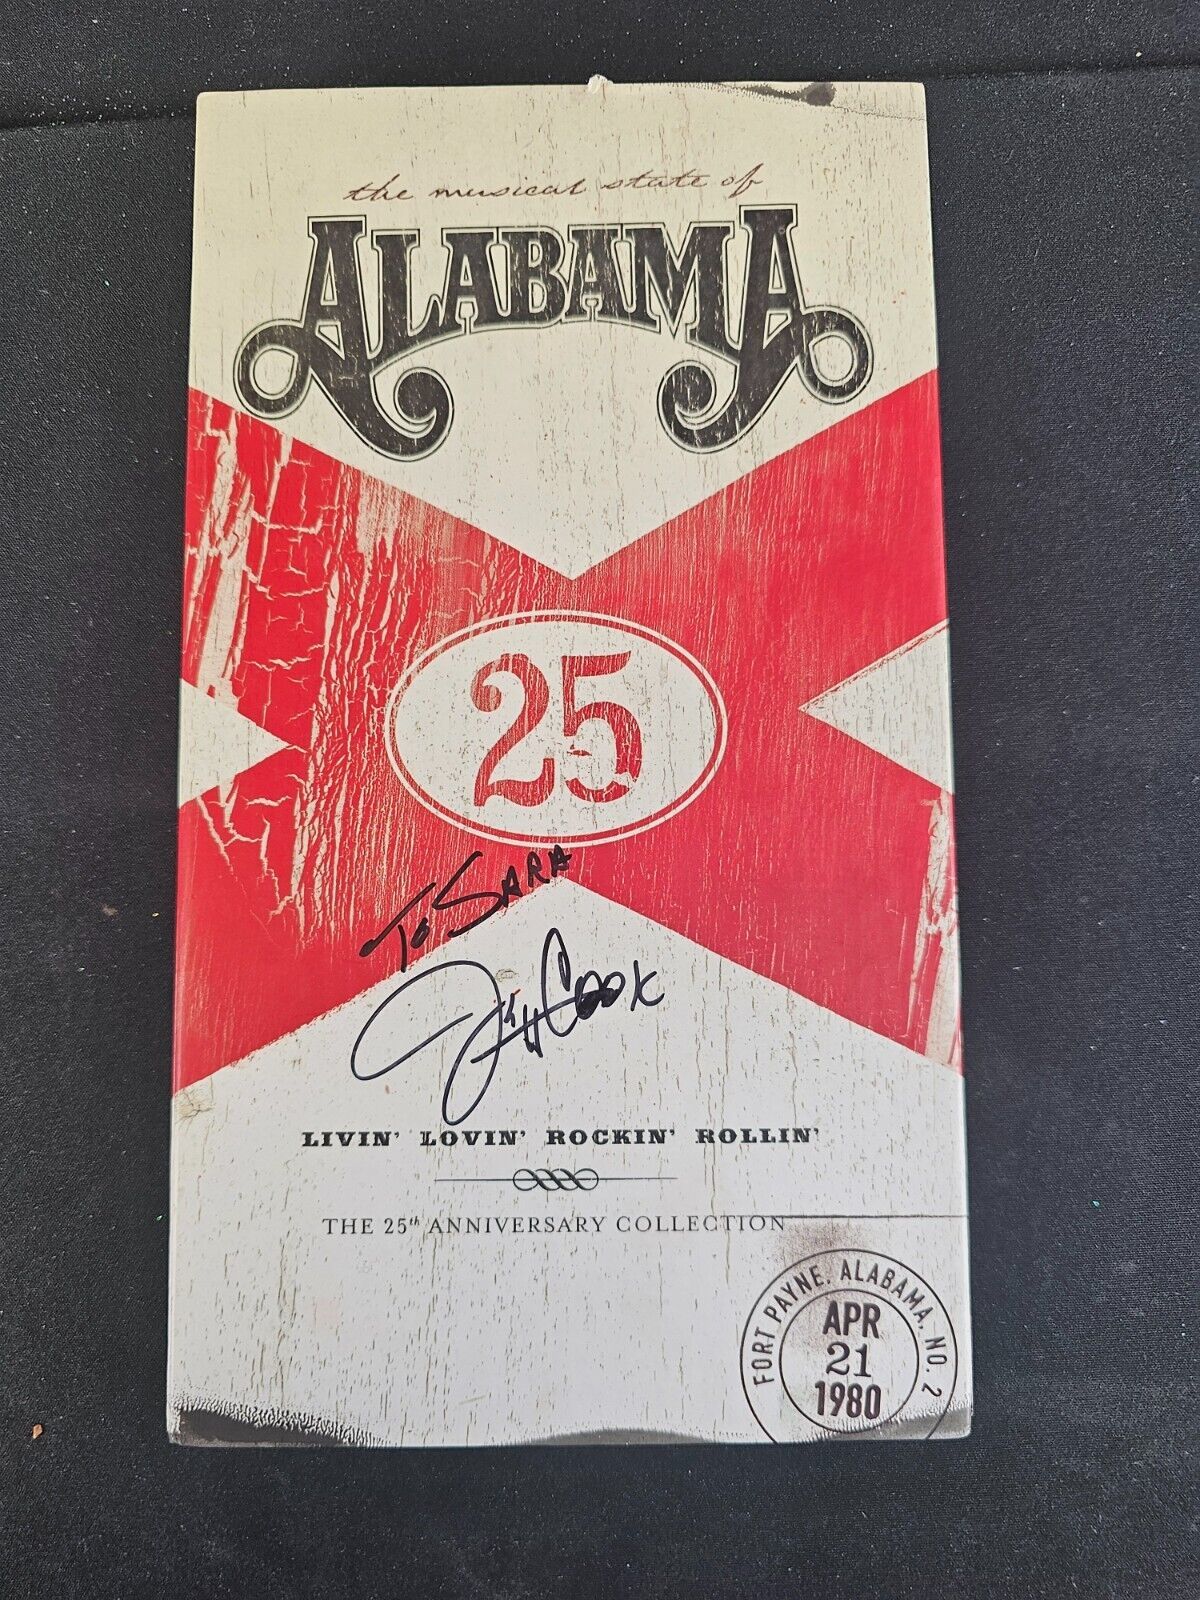 the musical state of
ALABAMA
25
To SARA
Jeff Cook
LIVIN' LOVIN' ROCKIN' ROLLIN'
THE 25th ANNIVERSARY COLLECTION
FORT PAYNE, ALABAMA, NO. 2
APR
21
1980